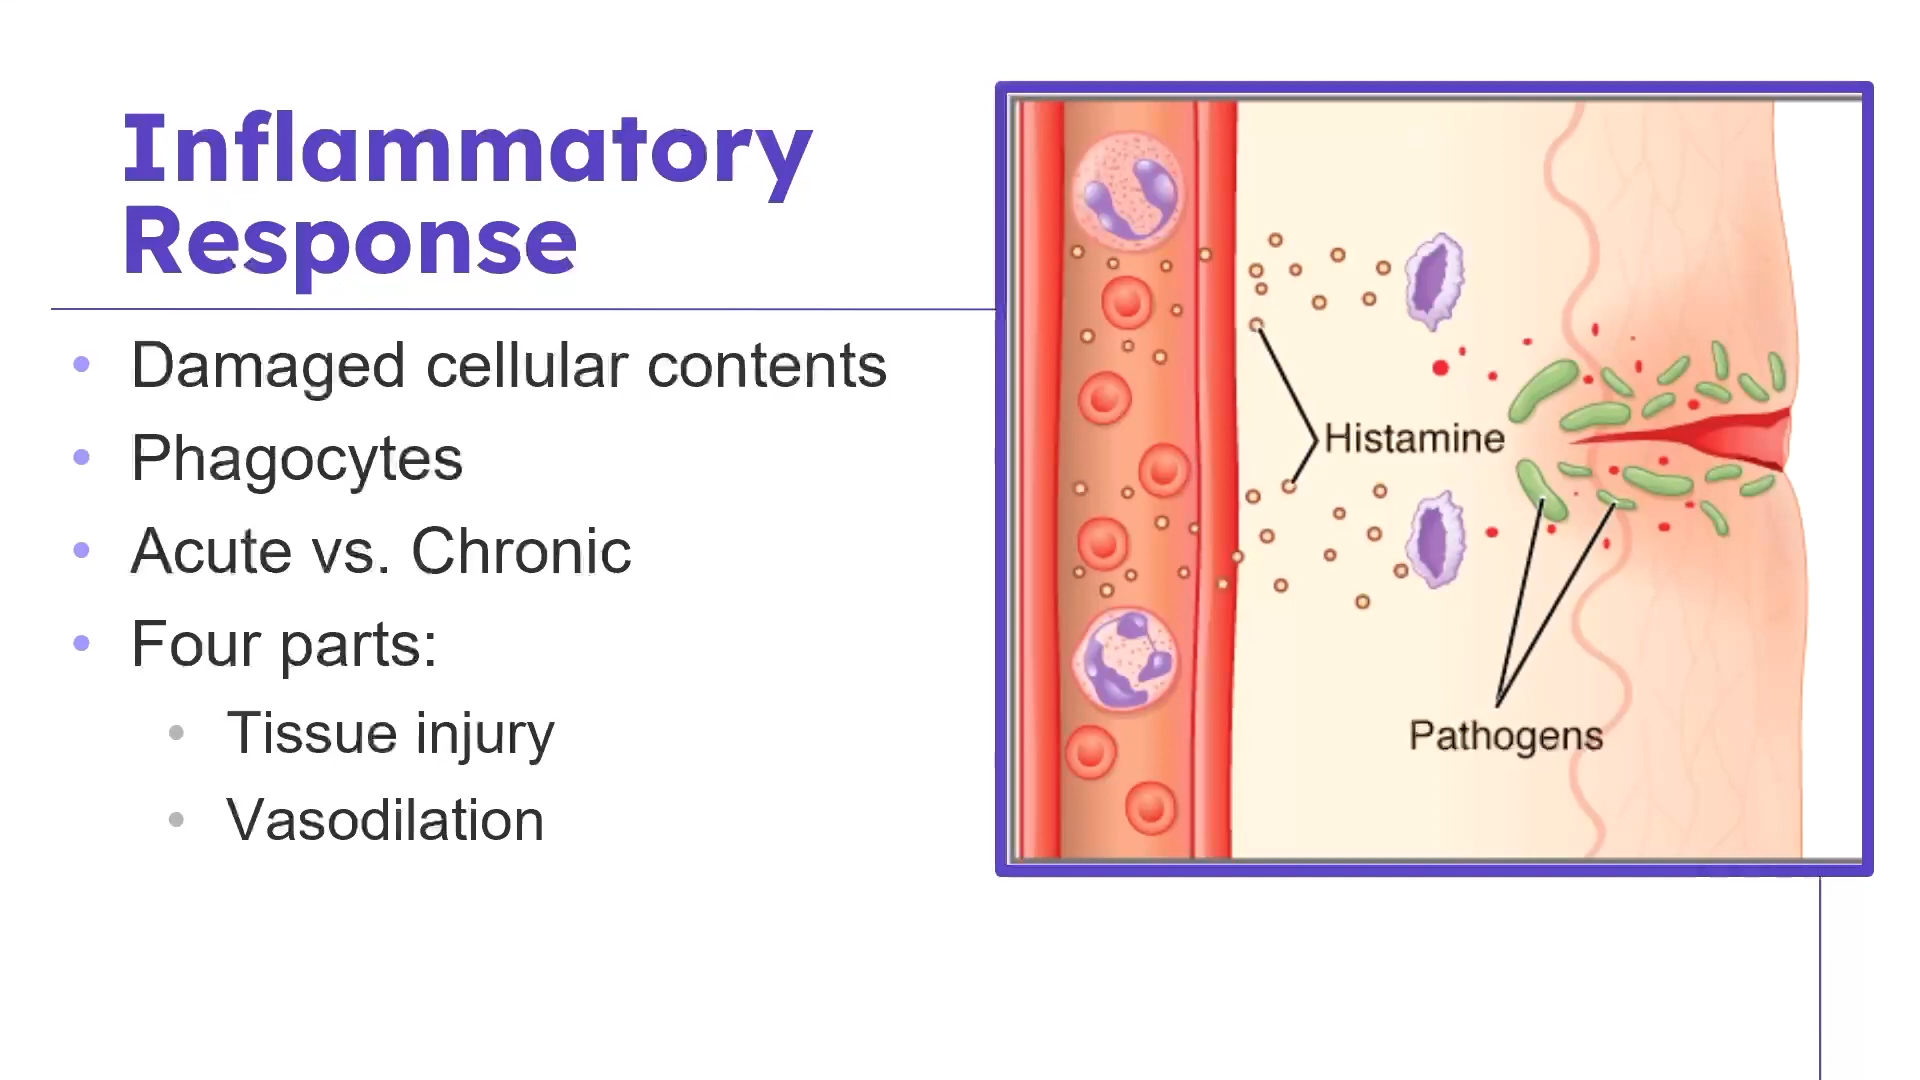 Inflammatory
Response
• Damaged cellular contents
• Phagocytes
• Acute vs. Chronic
• Four parts:
• Tissue injury
• Vasodilation
Histamine
Pathogens